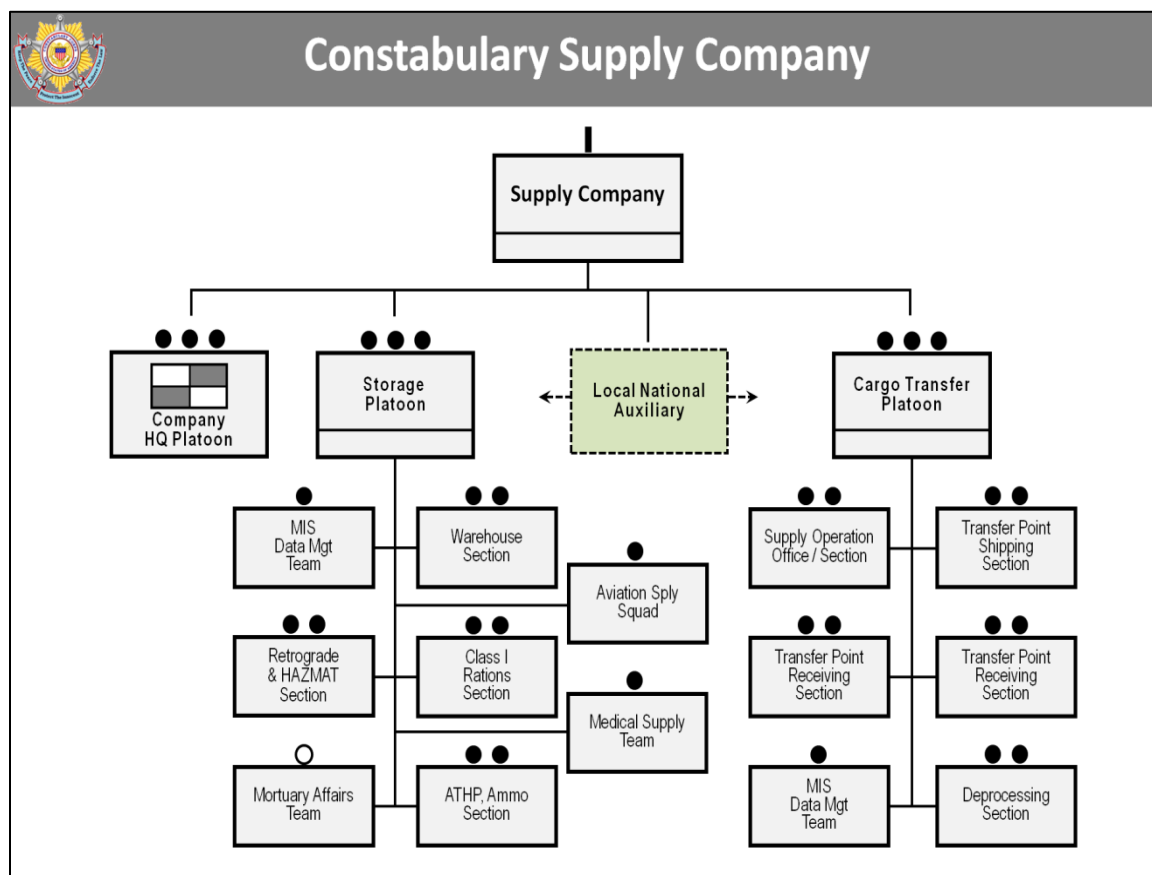 Constabulary Supply Company
Supply Company
Company
HQ Platoon
Storage
Platoon
Local National
Auxiliary
Cargo Transfer
Platoon
MIS
Data Mgt
Team
Warehouse
Section
Aviation Sply
Squad
Retrograde
& HAZMAT
Section
Class I
Rations
Section
Medical Supply
Team
Mortuary Affairs
Team
ATHP, Ammo
Section
Supply Operation
Office / Section
Transfer Point
Shipping
Section
Transfer Point
Receiving
Section
Transfer Point
Receiving
Section
MIS
Data Mgt
Team
Deprocessing
Section